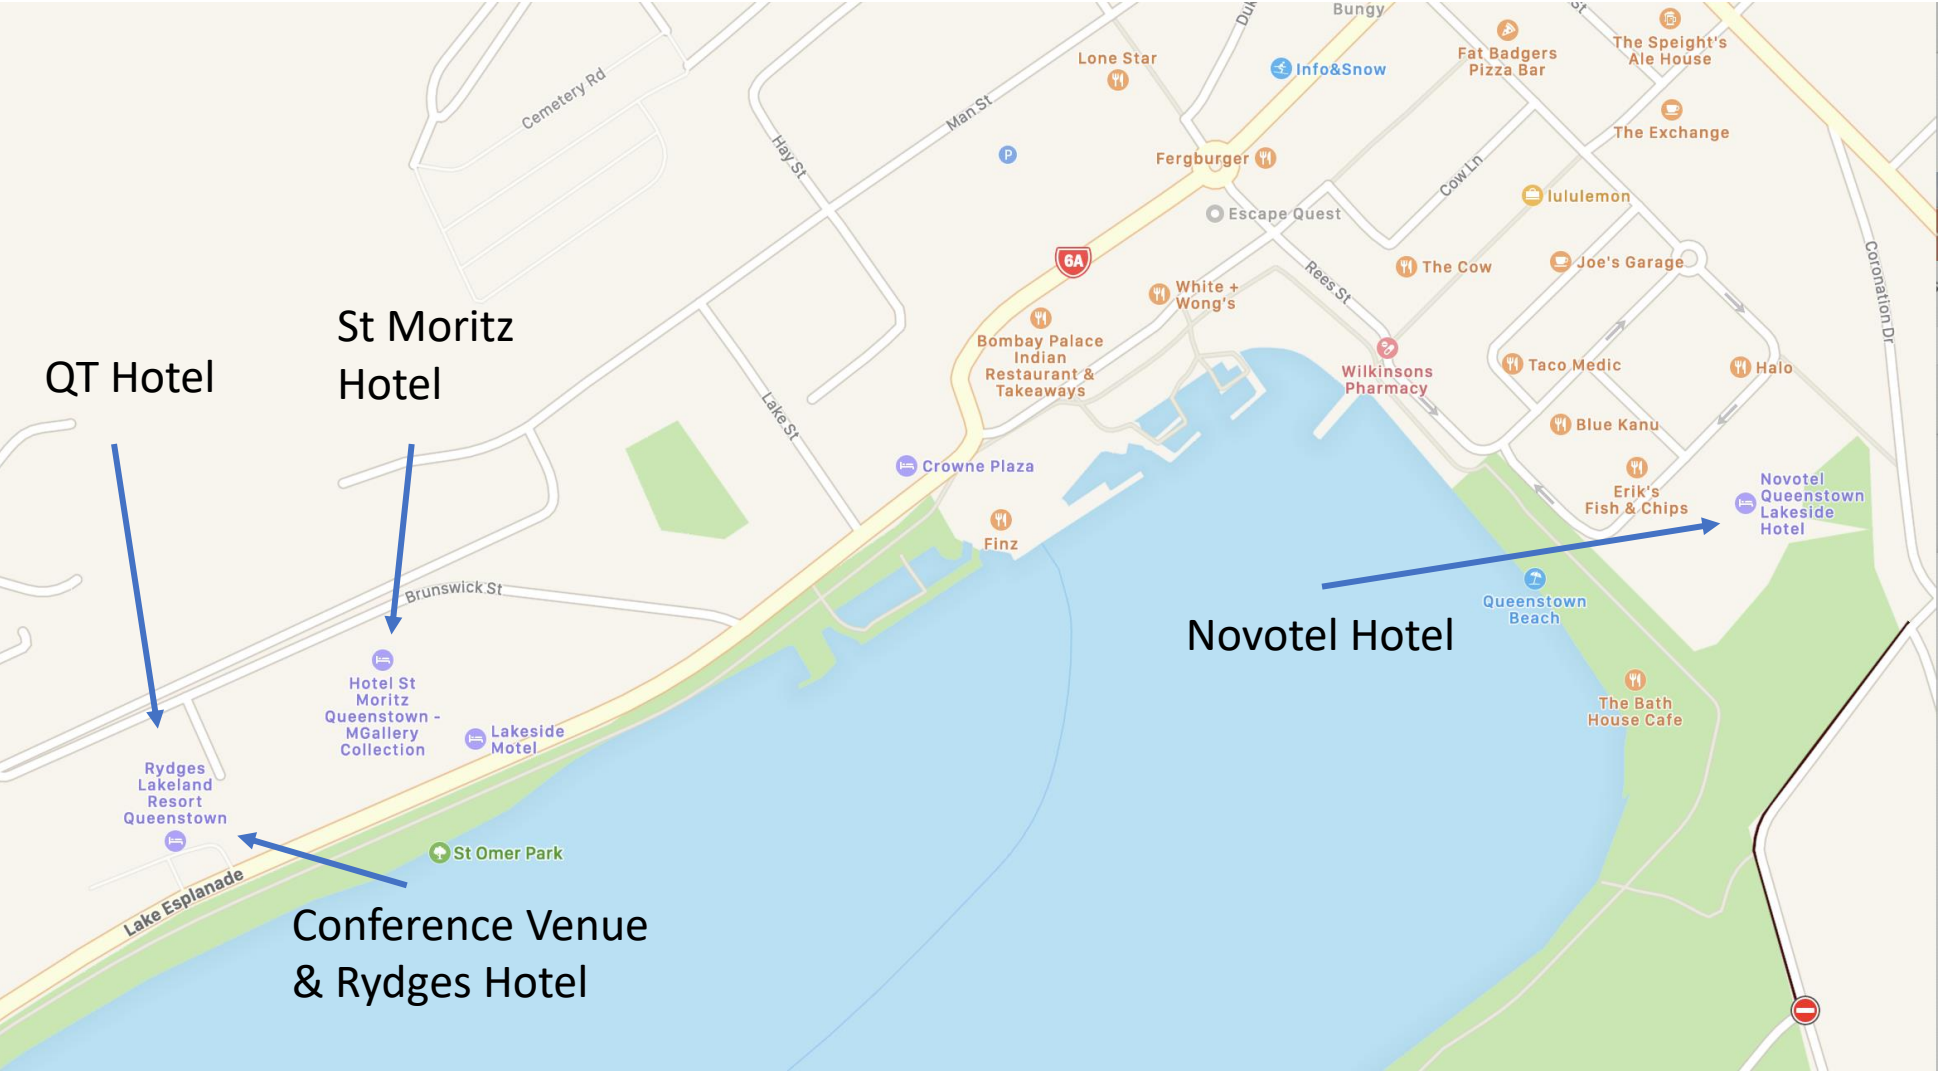 Bungy
St
Duk
Lone Star
Info&Snow
Fat Badgers
Pizza Bar
The Speight's
Ale House
Cemetery Rd
Man St
Hay St
P
The Exchange
Fergburger
Cow Ln
lululemon
Escape Quest
6A
Rees St
The Cow
Joe's Garage
Coronation Dr
White +
Wong's
St Moritz
Hotel
QT Hotel
Bombay Palace
Indian
Restaurant &
Takeaways
Wilkinsons
Pharmacy
Taco Medic
Halo
Lake St
Blue Kanu
Crowne Plaza
Erik's
Fish & Chips
Novotel
Queenstown
Lakeside
Hotel
Finz
Brunswick St
Queenstown
Beach
Novotel Hotel
Hotel St
Moritz
Queenstown -
MGallery
Collection
Lakeside
Motel
The Bath
House Cafe
Rydges
Lakeland
Resort
Queenstown
St Omer Park
Lake Esplanade
Conference Venue
& Rydges Hotel